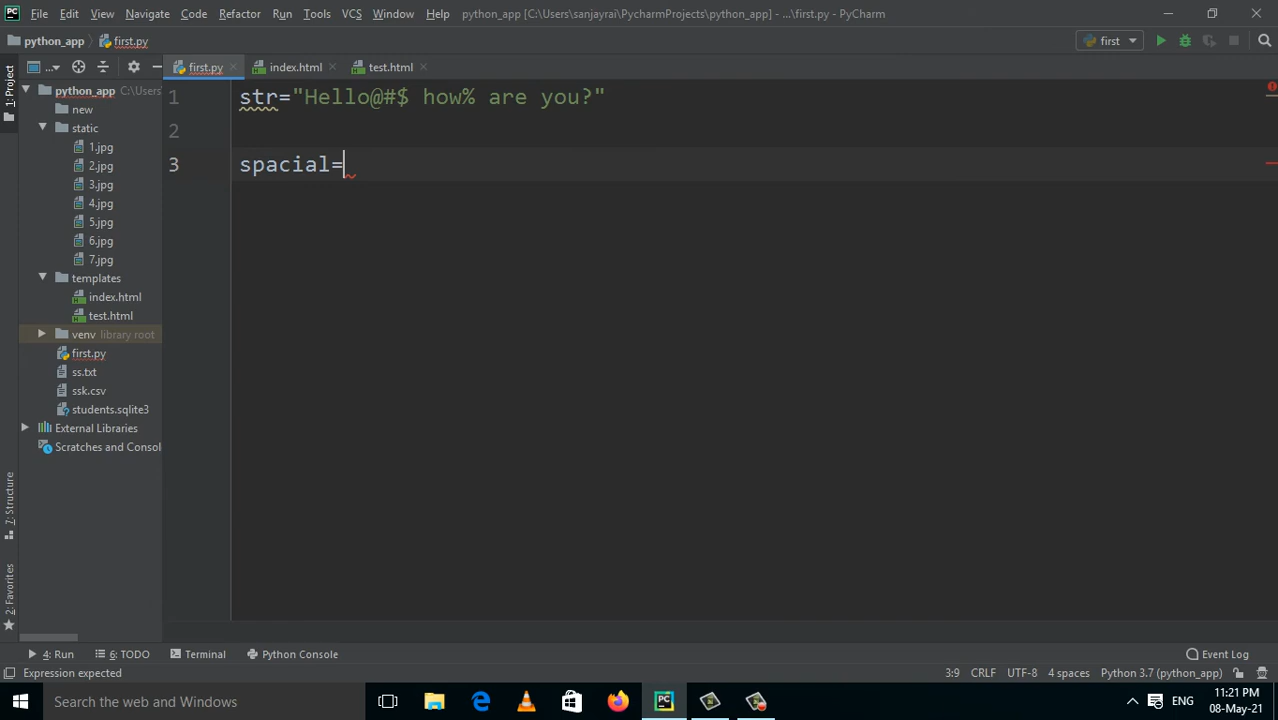 File Edit View Navigate Code Refactor Run Tools VCS Window Help python_app [C:\Users\sanjayrai\PycharmProjects\python_app] - ...\first.py - PyCharm
python_app first.py first
1: Project
... first.py index.html test.html
python_app C:\Users
new
static
1.jpg
2.jpg
3.jpg
4.jpg
5.jpg
6.jpg
7.jpg
templates
index.html
test.html
venv library root
first.py
ss.txt
ssk.csv
students.sqlite3
External Libraries
Scratches and Consol
1 str="Hello@#$ how% are you?"
2
3 spacial=
7: Structure
2: Favorites
4: Run 6: TODO Terminal Python Console Event Log
Expression expected 3:9 CRLF UTF-8 4 spaces Python 3.7 (python_app)
Search the web and Windows ENG 11:21 PM
08-May-21